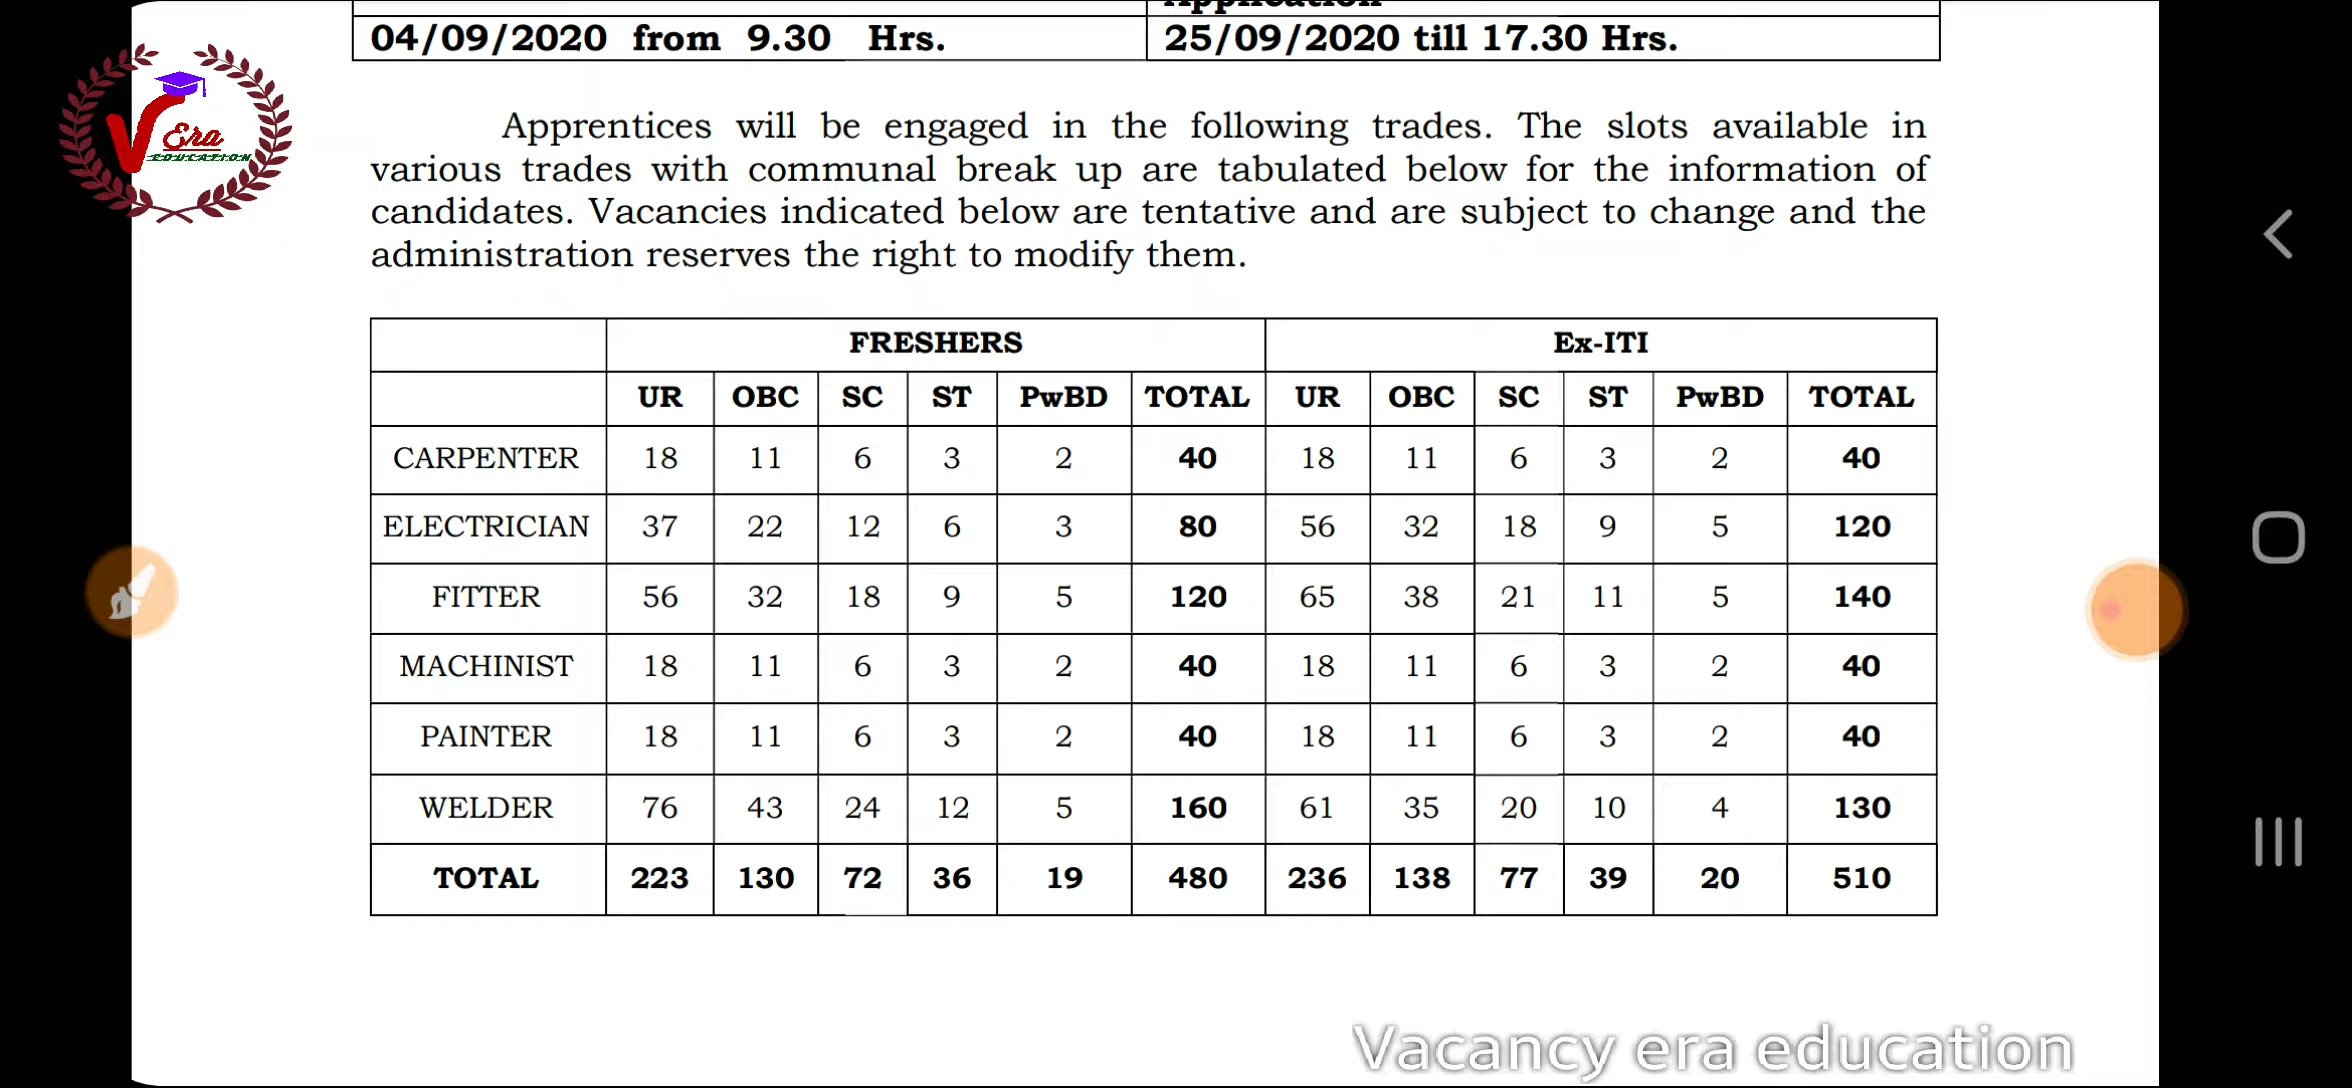 Application
04/09/2020 from 9.30 Hrs. 25/09/2020 till 17.30 Hrs.
Era
EDUCATION
Apprentices will be engaged in the following trades. The slots available in
various trades with communal break up are tabulated below for the information of
candidates. Vacancies indicated below are tentative and are subject to change and the
administration reserves the right to modify them.
FRESHERS Ex-ITI
UR OBC SC ST PwBD TOTAL UR OBC SC ST PwBD TOTAL
CARPENTER 18 11 6 3 2 40 18 11 6 3 2 40
ELECTRICIAN 37 22 12 6 3 80 56 32 18 9 5 120
FITTER 56 32 18 9 5 120 65 38 21 11 5 140
MACHINIST 18 11 6 3 2 40 18 11 6 3 2 40
PAINTER 18 11 6 3 2 40 18 11 6 3 2 40
WELDER 76 43 24 12 5 160 61 35 20 10 4 130
TOTAL 223 130 72 36 19 480 236 138 77 39 20 510
Vacancy era education